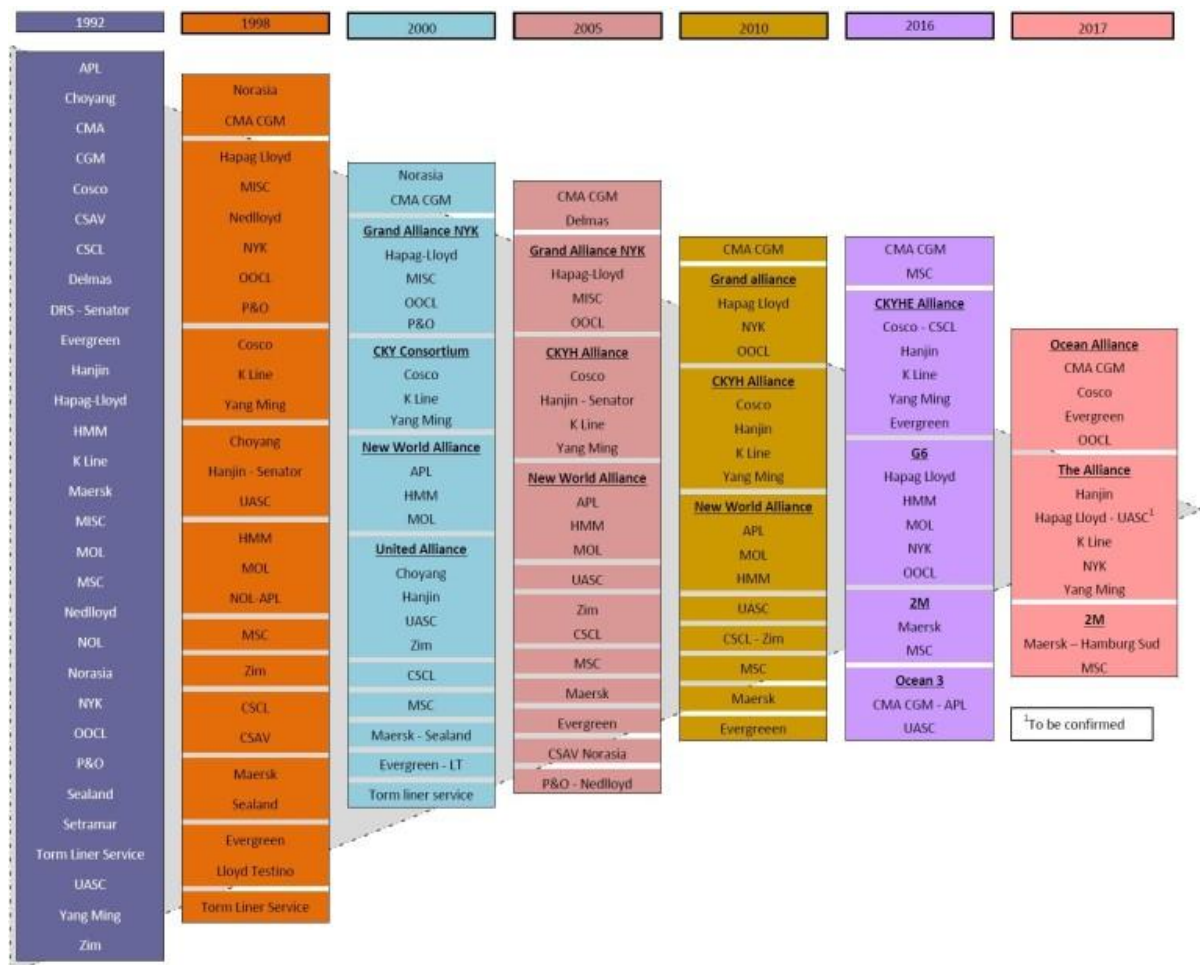 1992
APL
Choyang
CMA
CGM
Cosco
CSAV
CSCL
Delmas
DRS - Senator
Evergreen
Hanjin
Hapag-Lloyd
HMM
K Line
Maersk
MISC
MOL
MSC
Nedlloyd
NOL
Norasia
NYK
OOCL
P&O
Sealand
Setramar
Torm Liner Service
UASC
Yang Ming
Zim
1998
Norasia
CMA CGM
Hapag Lloyd
MISC
Nedlloyd
NYK
OOCL
P&O
Cosco
K Line
Yang Ming
Choyang
Hanjin - Senator
UASC
HMM
MOL
NOL-APL
MSC
Zim
CSCL
CSAV
Maersk
Sealand
Evergreen
Lloyd Testino
Torm Liner Service
2000
Norasia
CMA CGM
Grand Alliance NYK
Hapag-Lloyd
MISC
OOCL
P&O
CKY Consortium
Cosco
K Line
Yang Ming
New World Alliance
APL
HMM
MOL
United Alliance
Choyang
Hanjin
UASC
Zim
CSCL
MSC
Maersk - Sealand
Evergreen - LT
Torm liner service
2005
CMA CGM
Delmas
Grand Alliance NYK
Hapag-Lloyd
MISC
OOCL
CKYH Alliance
Cosco
Hanjin - Senator
K Line
Yang Ming
New World Alliance
APL
HMM
MOL
UASC
Zim
CSCL
MSC
Maersk
Evergreen
CSAV Norasia
P&O - Nedlloyd
2010
CMA CGM
Grand alliance
Hapag Lloyd
NYK
OOCL
CKYH Alliance
Cosco
Hanjin
K Line
Yang Ming
New World Alliance
APL
MOL
HMM
UASC
CSCL - Zim
MSC
Maersk
Evergreeen
2016
CMA CGM
MSC
CKYHE Alliance
Cosco - CSCL
Hanjin
K Line
Yang Ming
Evergreen
G6
Hapag Lloyd
HMM
MOL
NYK
OOCL
2M
Maersk
MSC
Ocean 3
CMA CGM - APL
UASC
2017
Ocean Alliance
CMA CGM
Cosco
Evergreen
OOCL
The Alliance
Hanjin
Hapag Lloyd - UASC¹
K Line
NYK
Yang Ming
2M
Maersk – Hamburg Sud
MSC
¹To be confirmed